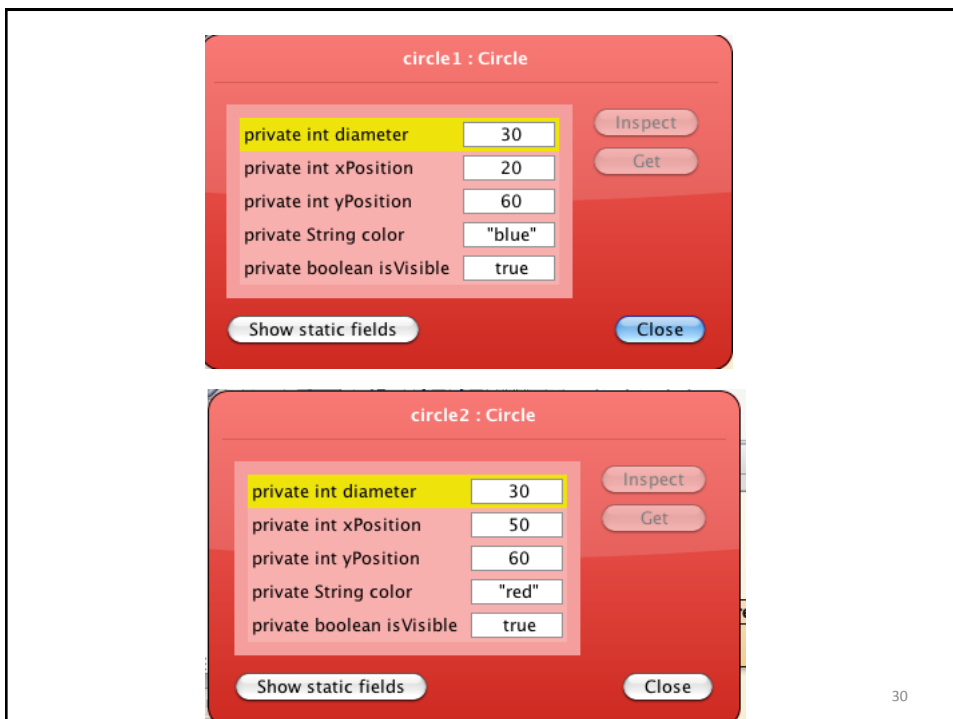 circle1 : Circle
private int diameter 30
Inspect
private int xPosition 20
Get
private int yPosition 60
private String color "blue"
private boolean isVisible true
Show static fields Close
circle2 : Circle
private int diameter 30
Inspect
private int xPosition 50
Get
private int yPosition 60
private String color "red"
private boolean isVisible true
Show static fields Close
30